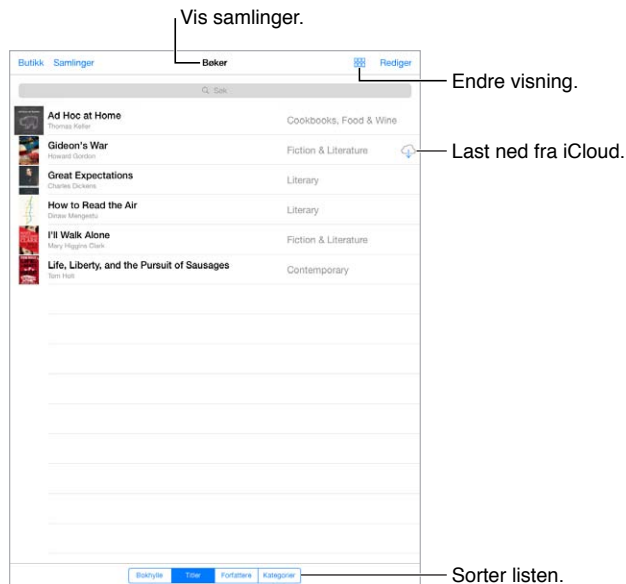 Vis samlinger.
Butikk Samlinger Bøker Rediger
Endre visning.
Søk
Ad Hoc at Home
Thomas Keller
Cookbooks, Food & Wine
Gideon's War
Howard Gordon
Fiction & Literature
Last ned fra iCloud.
Great Expectations
Charles Dickens
Literary
How to Read the Air
Dinaw Mengestu
Literary
I'll Walk Alone
Mary Higgins Clark
Fiction & Literature
Life, Liberty, and the Pursuit of Sausages
Tom Holt
Contemporary
Bokhylle Titler Forfattere Kategorier
Sorter listen.